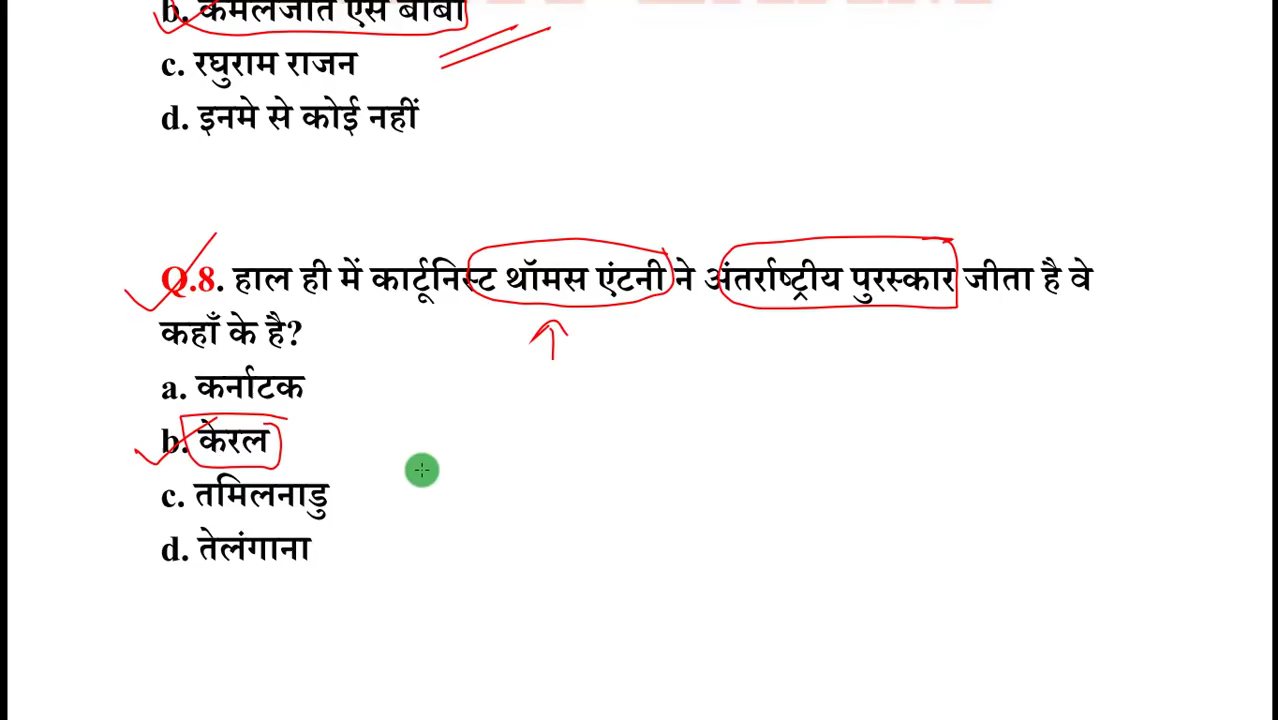 b. कमलजीत एस बाबा
c. रघुराम राजन
d. इनमे से कोई नहीं
Q.8. हाल ही में कार्टूनिस्ट थॉमस एंटनी ने अंतर्राष्ट्रीय पुरस्कार जीता है वे
कहाँ के है?
a. कर्नाटक
b. केरल
c. तमिलनाडु
d. तेलंगाना